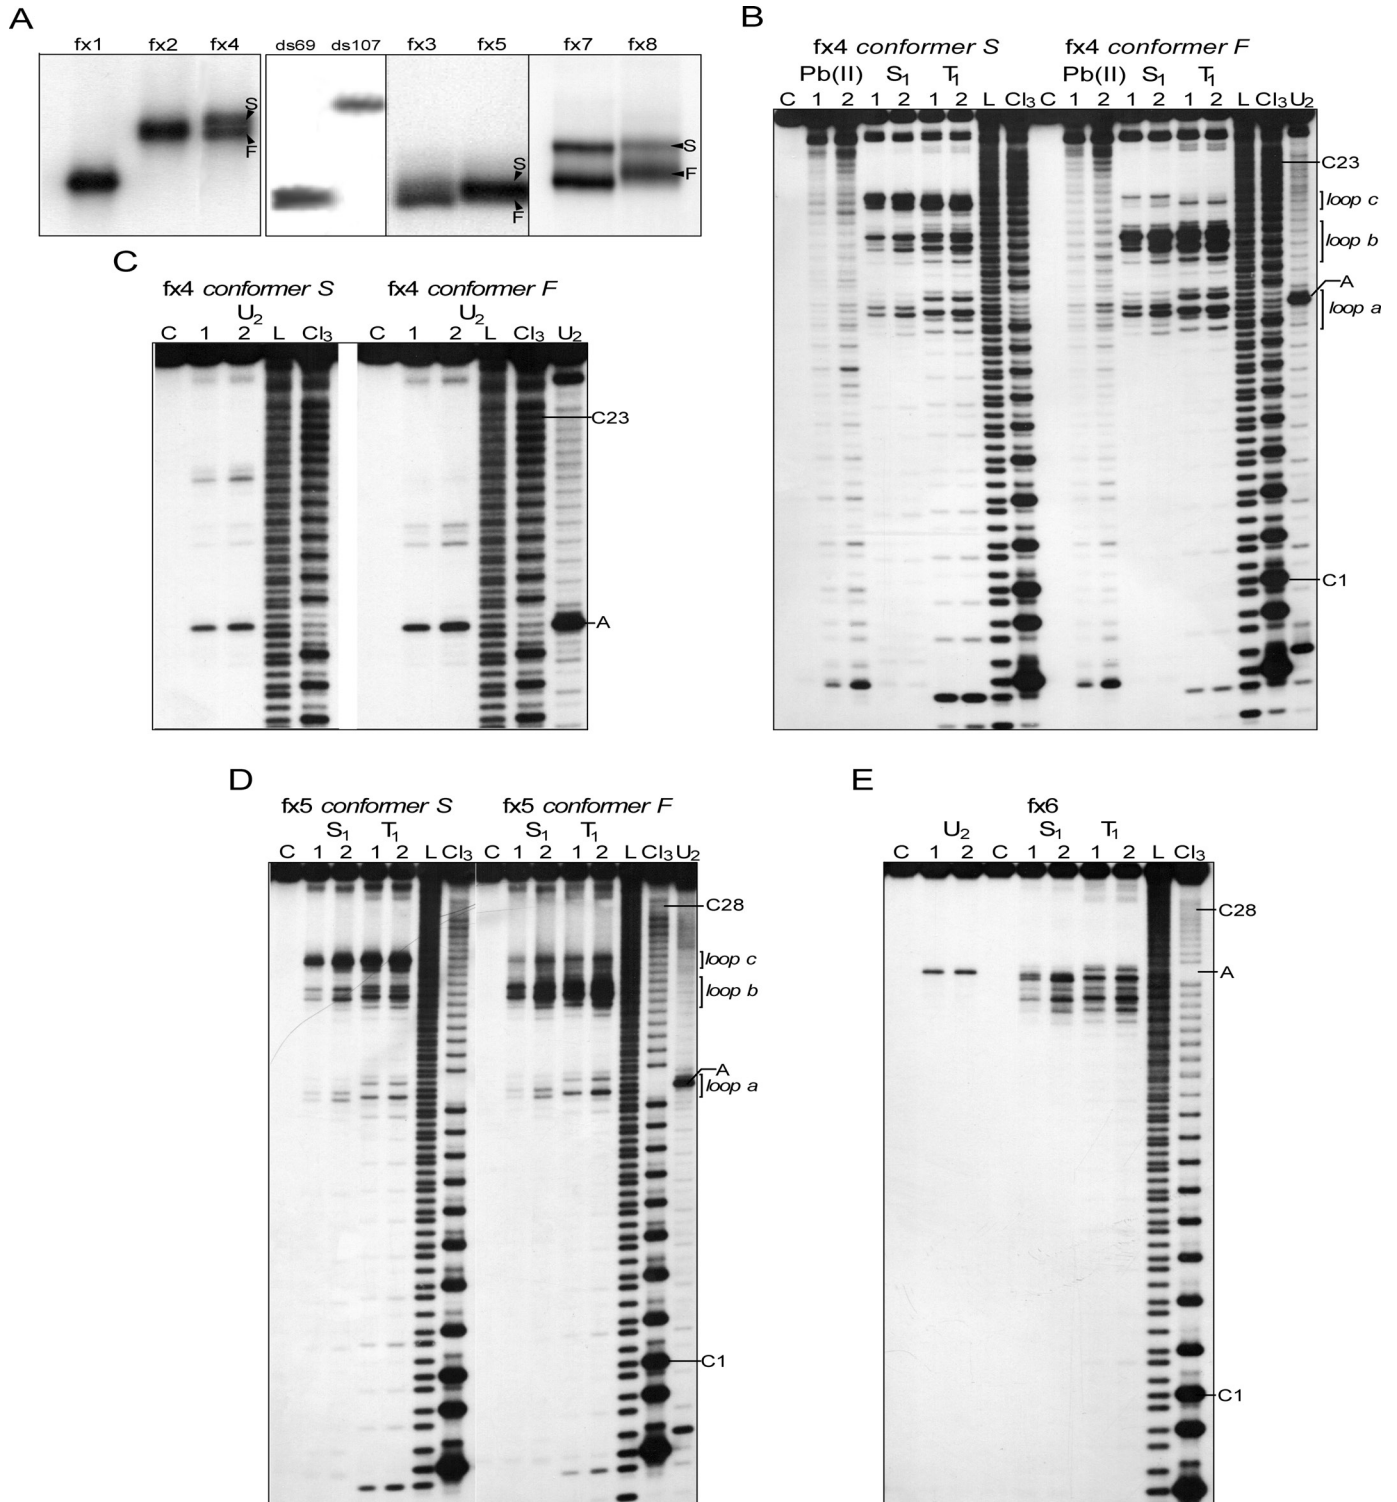 A
fx1 fx2 fx4 ds69 ds107 fx3 fx5 fx7 fx8
S
F
S
F
S
F
B
fx4 conformer S fx4 conformer F
Pb(II) S1 T1 Pb(II) S1 T1
C 1 2 1 2 1 2 L Cl3 C 1 2 1 2 1 2 L Cl3 U2
C23
loop c
loop b
A
loop a
C1
C
fx4 conformer S fx4 conformer F
U2 U2
C 1 2 L Cl3 C 1 2 L Cl3 U2
C23
A
D
fx5 conformer S fx5 conformer F
S1 T1 S1 T1
C 1 2 1 2 L Cl3 C 1 2 1 2 L Cl3 U2
C28
loop c
loop b
A
loop a
C1
E
fx6
U2 S1 T1
C 1 2 C 1 2 1 2 L Cl3
C28
A
C1